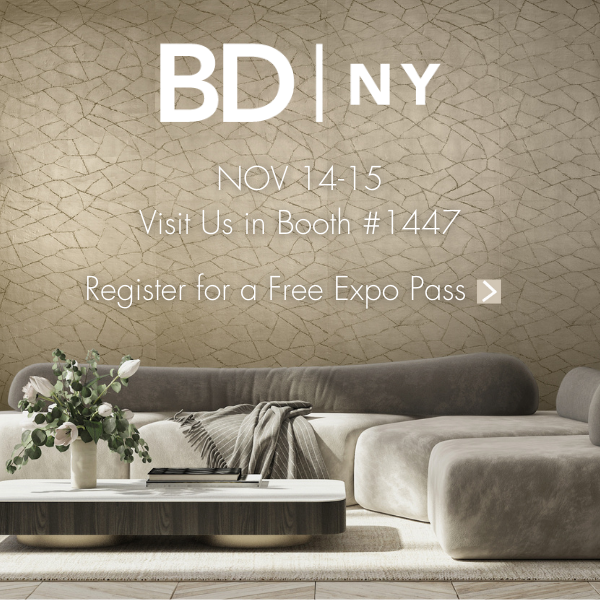 BD | NY
NOV 14-15
Visit Us in Booth #1447
Register for a Free Expo Pass